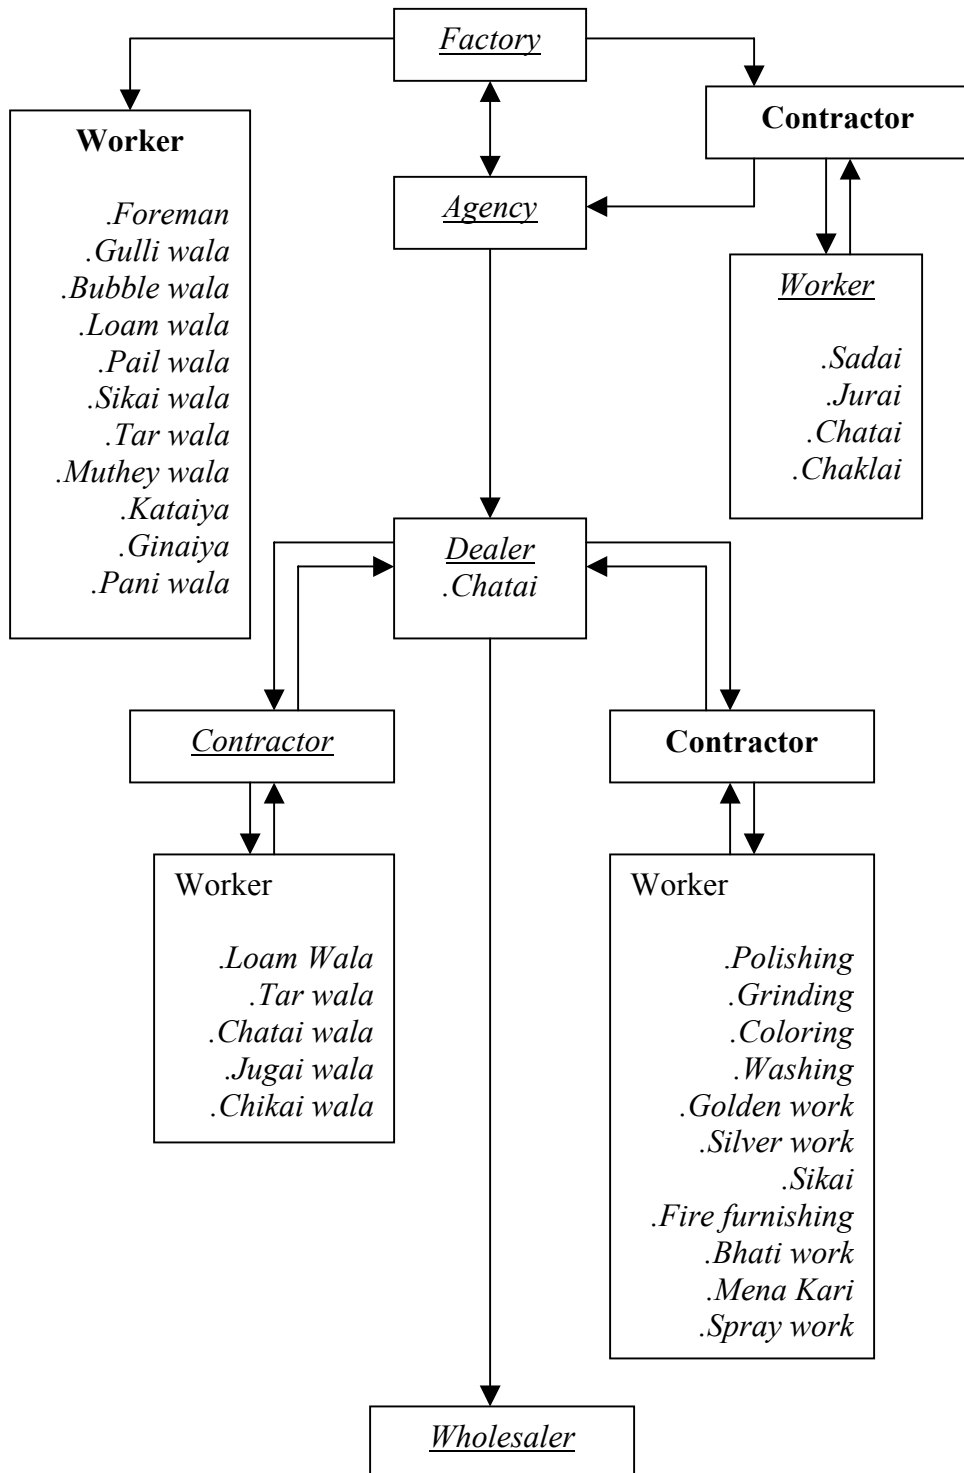 Factory
Contractor
Worker
.Foreman
.Gulli wala
.Bubble wala
.Loam wala
.Pail wala
.Sikai wala
.Tar wala
.Muthey wala
.Kataiya
.Ginaiya
.Pani wala
Agency
Worker
.Sadai
.Jurai
.Chatai
.Chaklai
Dealer
.Chatai
Contractor
Worker
.Loam Wala
.Tar wala
.Chatai wala
.Jugai wala
.Chikai wala
Contractor
Worker
.Polishing
.Grinding
.Coloring
.Washing
.Golden work
.Silver work
.Sikai
.Fire furnishing
.Bhati work
.Mena Kari
.Spray work
Wholesaler